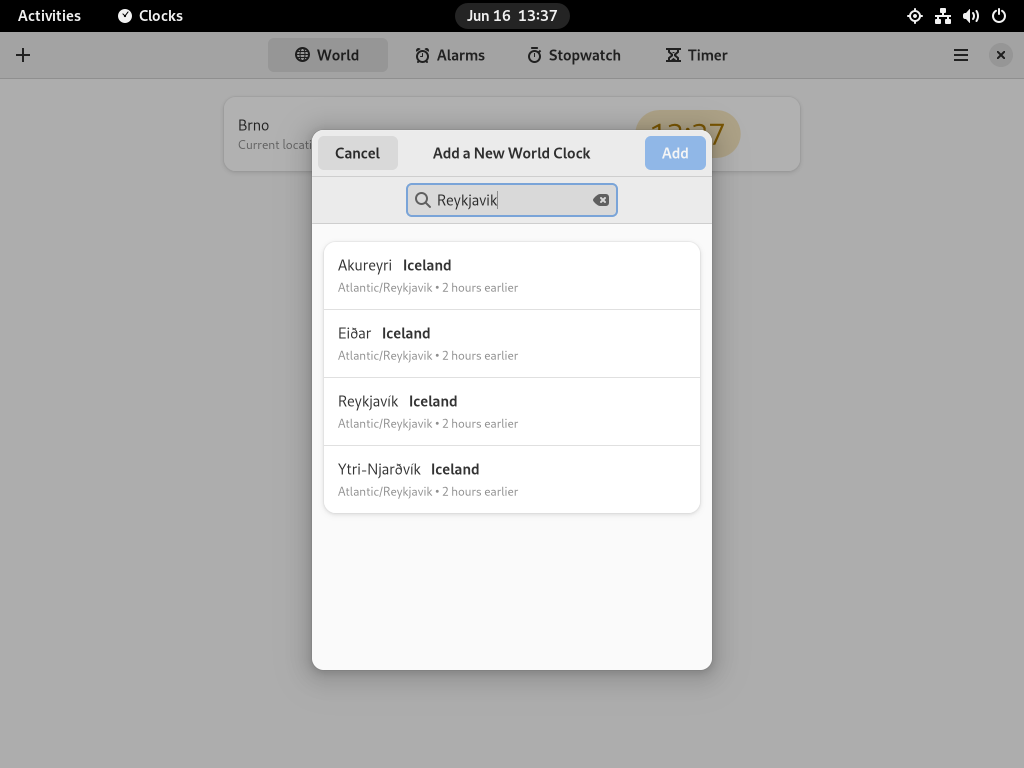 Activities Clocks Jun 16 13:37
World Alarms Stopwatch Timer
Brno
Current locati
Cancel Add a New World Clock Add
Reykjavik
Akureyri Iceland
Atlantic/Reykjavik • 2 hours earlier
Eiðar Iceland
Atlantic/Reykjavik • 2 hours earlier
Reykjavík Iceland
Atlantic/Reykjavik • 2 hours earlier
Ytri-Njarðvík Iceland
Atlantic/Reykjavik • 2 hours earlier